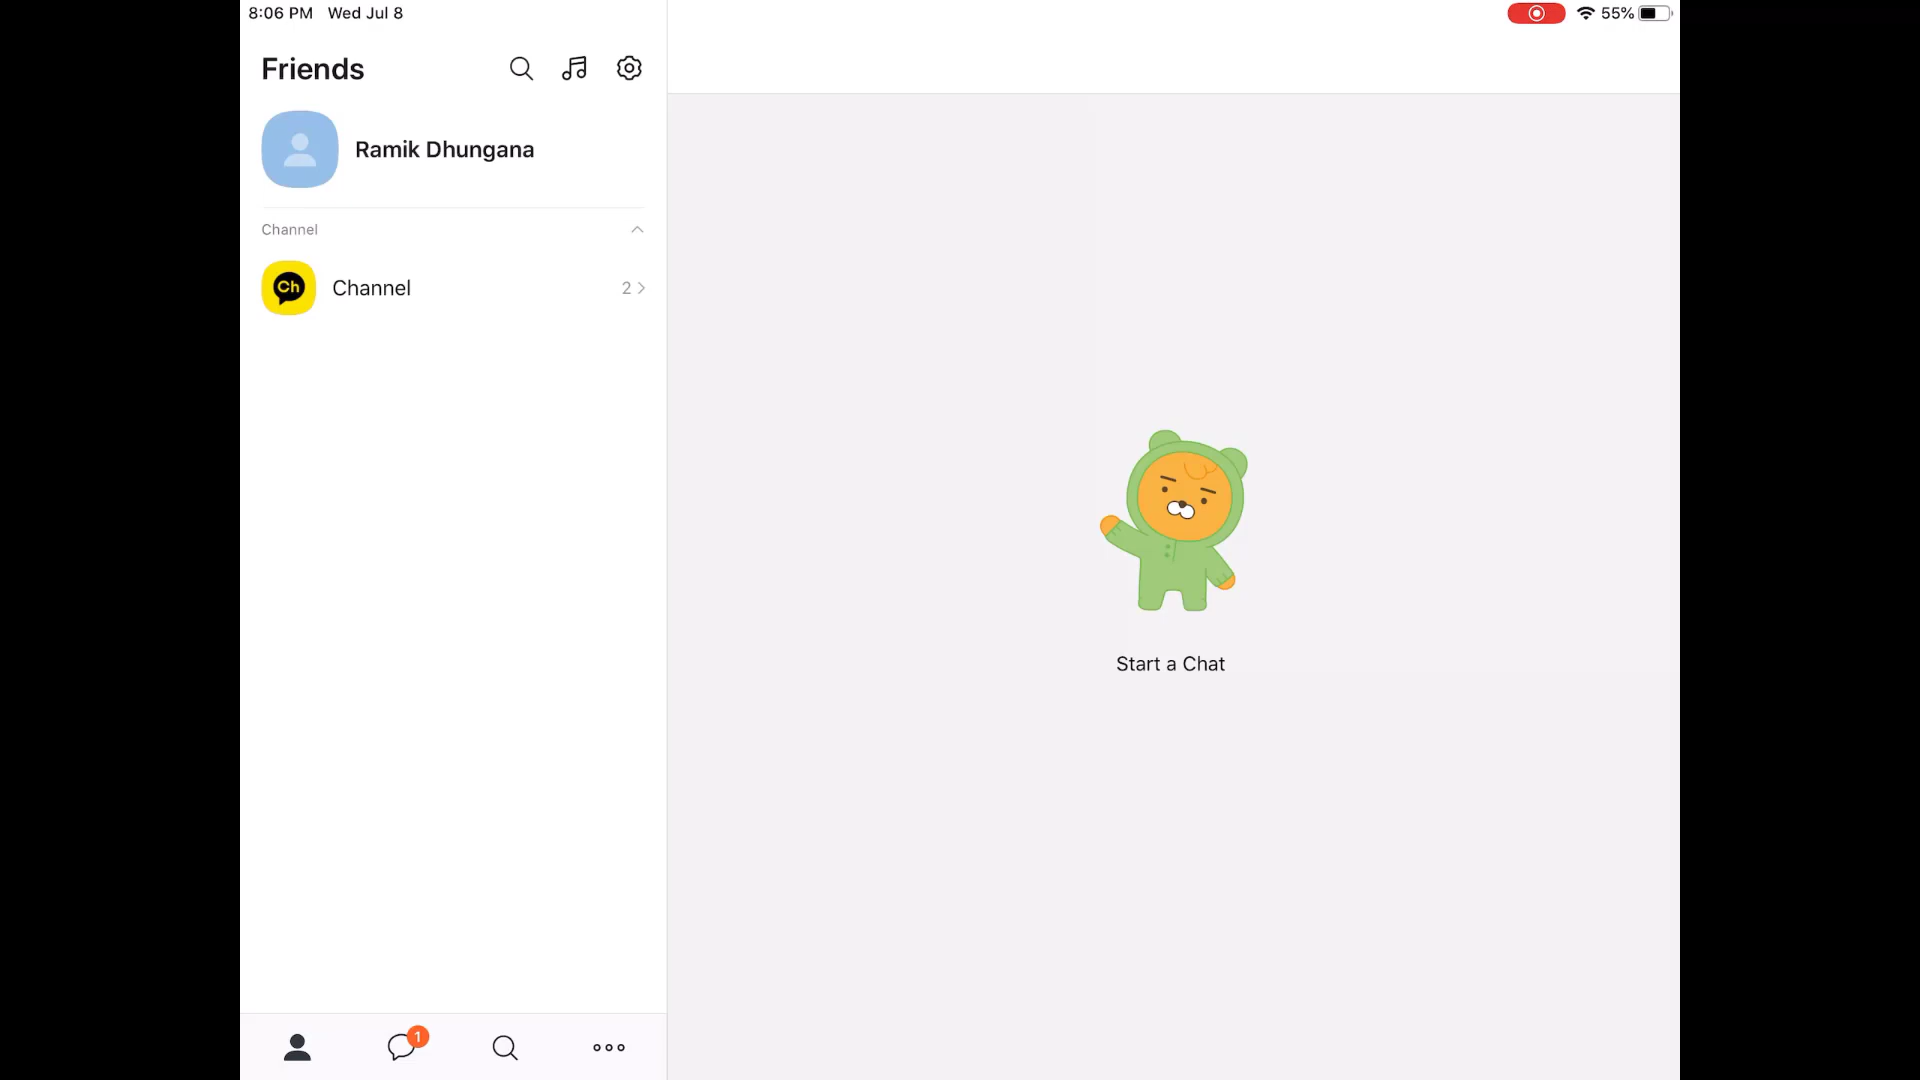 8:06 PM Wed Jul 8
55%
Friends
Ramik Dhungana
Channel
Ch
Channel
2
Start a Chat
1